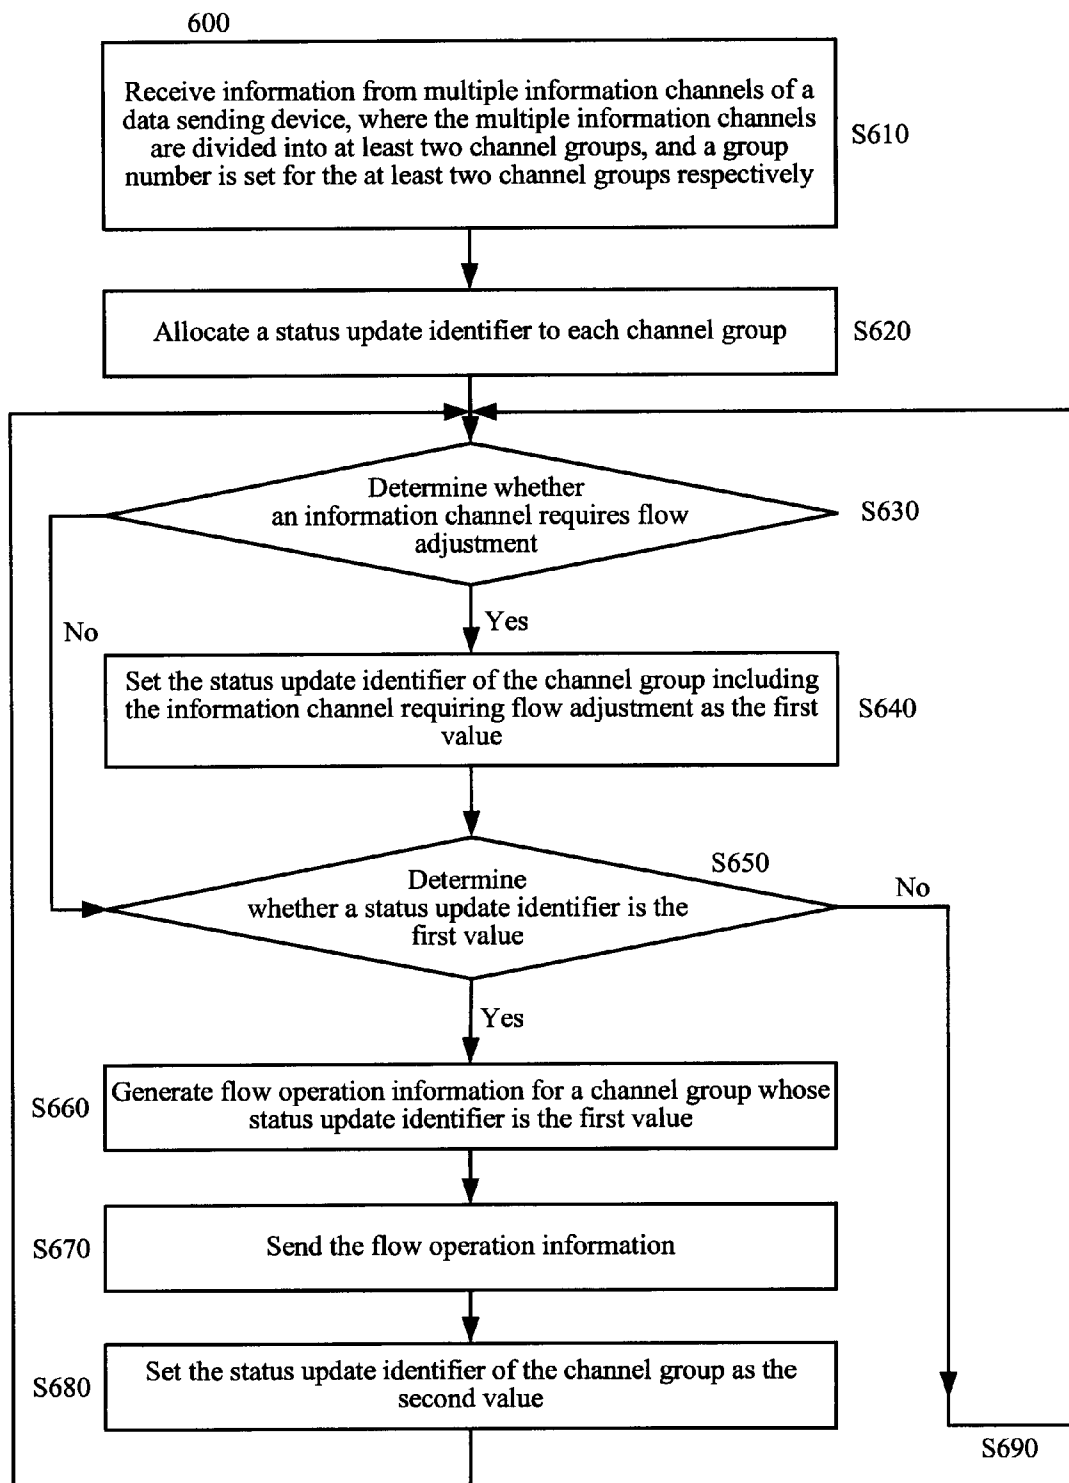 600
Receive information from multiple information channels of a
data sending device, where the multiple information channels
are divided into at least two channel groups, and a group
number is set for the at least two channel groups respectively
S610
Allocate a status update identifier to each channel group
S620
Determine whether
an information channel requires flow
adjustment
S630
No
Yes
Set the status update identifier of the channel group including
the information channel requiring flow adjustment as the first
value
S640
S650
Determine
whether a status update identifier is the
first value
No
Yes
Generate flow operation information for a channel group whose
status update identifier is the first value
S660
Send the flow operation information
S670
Set the status update identifier of the channel group as the
second value
S680
S690